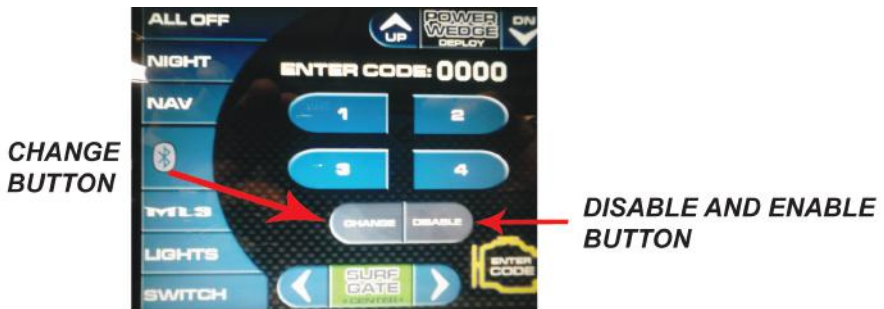 ALL OFF
UP
POWER
WEDGE
DEPLOY
DN
NIGHT
ENTER CODE: 0000
NAV
1
2
3
4
CHANGE
BUTTON
CHANGE
DISABLE
DISABLE AND ENABLE
BUTTON
MLS
LIGHTS
ENTER
CODE
SURF
GATE
CENTER
SWITCH